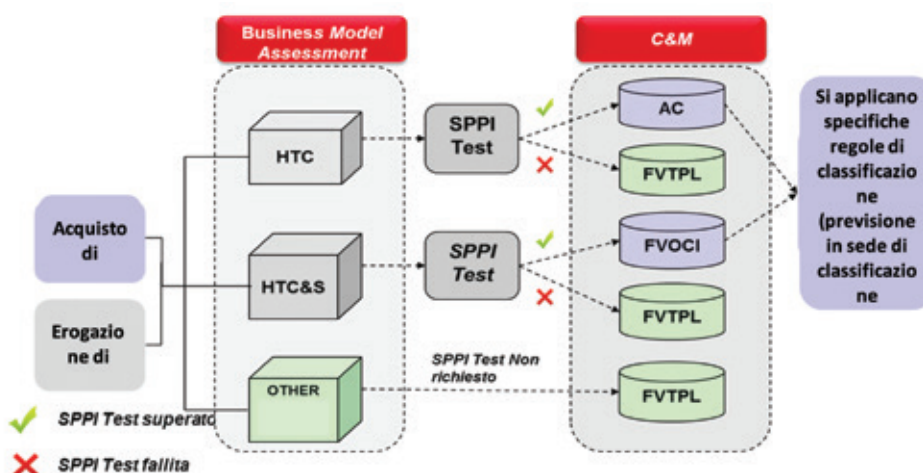 Business Model
Assessment
C&M
HTC
SPPI
Test
AC
FVTPL
Si applicano
specifiche
regole di
classificazio
ne
(previsione
in sede di
classificazio
ne
Acquisto
di
Erogazio
ne di
HTC&S
SPPI
Test
FVOCI
FVTPL
OTHER
SPPI Test Non
richiesto
FVTPL
SPPI Test superato
SPPI Test fallita